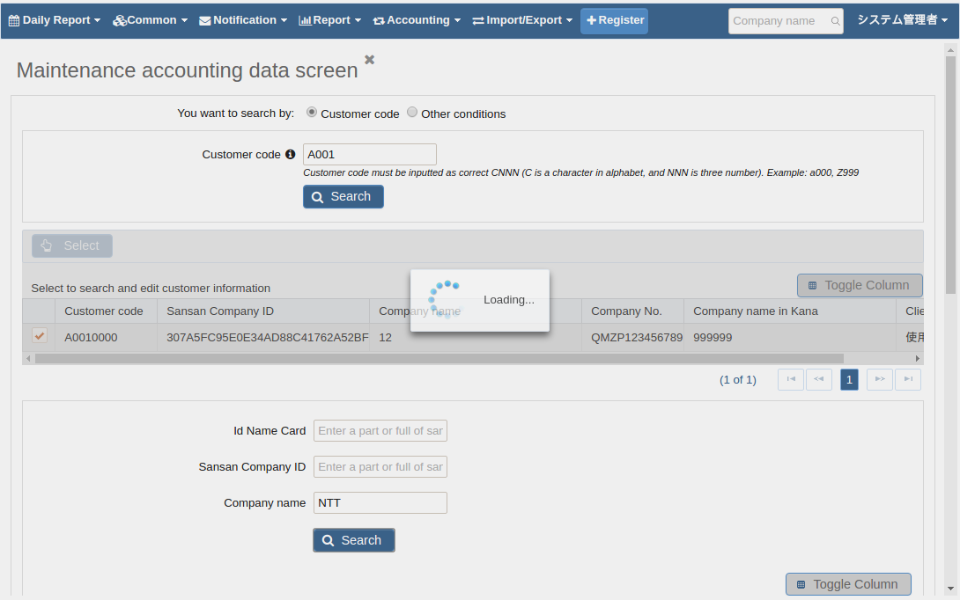 Daily Report Common Notification Report Accounting Import/Export Register Company name システム管理者
Maintenance accounting data screen
You want to search by: Customer code Other conditions
Customer code A001
Customer code must be inputted as correct CNNN (C is a character in alphabet, and NNN is three number). Example: a000, Z999
Search
Select
Select to search and edit customer information Toggle Column
Customer code Sansan Company ID Company name Company No. Company name in Kana Clie
A0010000 307A5FC95E0E34AD88C41762A52BF 12 QMZP123456789 999999 使用
Loading...
(1 of 1) 1
Id Name Card Enter a part or full of sar
Sansan Company ID Enter a part or full of sar
Company name NTT
Search
Toggle Column